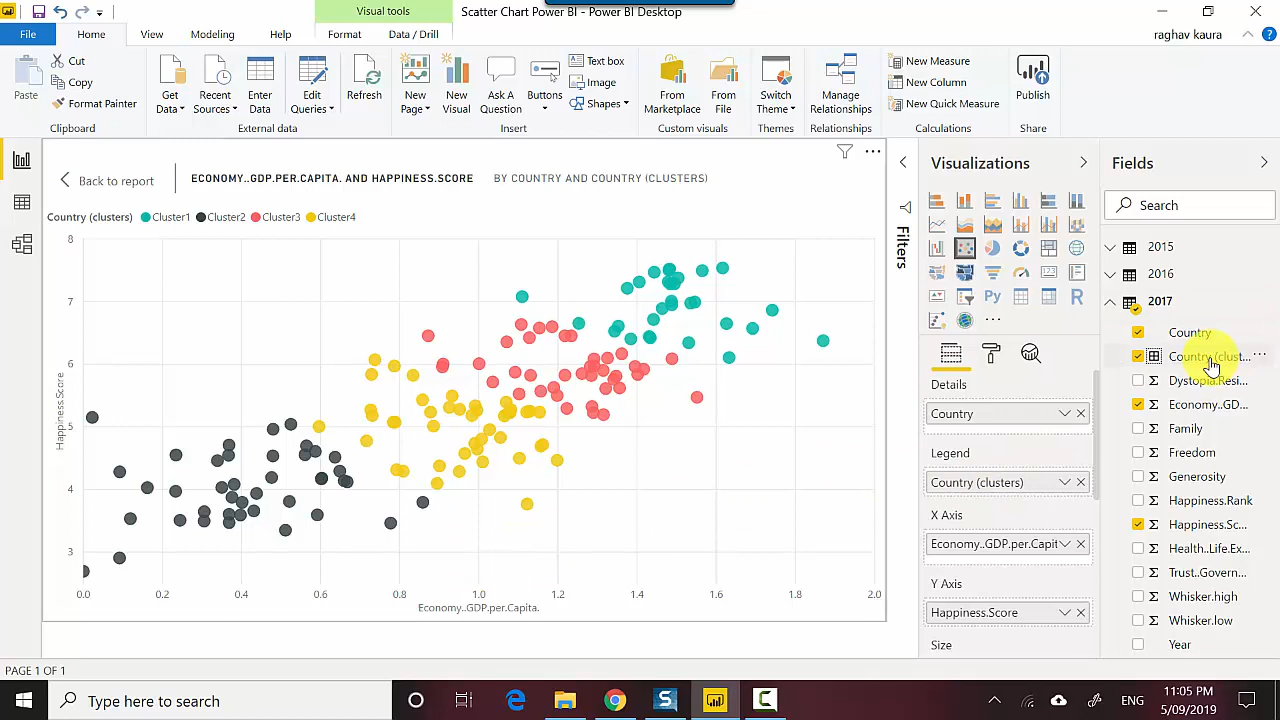 Visual tools
Scatter Chart Power BI - Power BI Desktop
File
Home
View
Modeling
Help
Format
Data / Drill
raghav kaura
Paste
Cut
Copy
Format Painter
Clipboard
Get Data
Recent Sources
Enter Data
Edit Queries
Refresh
External data
New Page
New Visual
Ask A Question
Buttons
Text box
Image
Shapes
Insert
From Marketplace
From File
Custom visuals
Switch Theme
Themes
Manage Relationships
Relationships
New Measure
New Column
New Quick Measure
Calculations
Publish
Share
Back to report
ECONOMY..GDP.PER.CAPITA. AND HAPPINESS.SCORE
BY COUNTRY AND COUNTRY (CLUSTERS)
Country (clusters) Cluster1 Cluster2 Cluster3 Cluster4
8
7
6
5
4
3
Happiness.Score
0.0 0.2 0.4 0.6 0.8 1.0 1.2 1.4 1.6 1.8 2.0
Economy..GDP.per.Capita.
Filters
Visualizations
Py
R
123
Details
Country
Legend
Country (clusters)
X Axis
Economy..GDP.per.Capit
Y Axis
Happiness.Score
Size
Fields
Search
2015
2016
2017
Country
Country (clust...
Dystopia.Resi...
Economy..GD...
Family
Freedom
Generosity
Happiness.Rank
Happiness.Sc...
Health..Life.Ex...
Trust..Govern...
Whisker.high
Whisker.low
Year
PAGE 1 OF 1
Type here to search
ENG
11:05 PM
5/09/2019